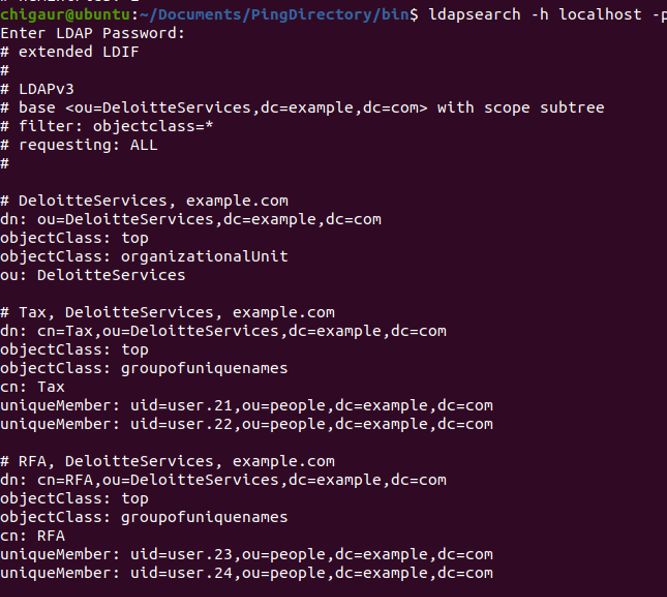 chigaur@ubuntu:~/Documents/PingDirectory/bin$ ldapsearch -h localhost -p
Enter LDAP Password:
# extended LDIF
#
# LDAPv3
# base <ou=DeloitteServices,dc=example,dc=com> with scope subtree
# filter: objectclass=*
# requesting: ALL
#
# DeloitteServices, example.com
dn: ou=DeloitteServices,dc=example,dc=com
objectClass: top
objectClass: organizationalUnit
ou: DeloitteServices
# Tax, DeloitteServices, example.com
dn: cn=Tax,ou=DeloitteServices,dc=example,dc=com
objectClass: top
objectClass: groupofuniquenames
cn: Tax
uniqueMember: uid=user.21,ou=people,dc=example,dc=com
uniqueMember: uid=user.22,ou=people,dc=example,dc=com
# RFA, DeloitteServices, example.com
dn: cn=RFA,ou=DeloitteServices,dc=example,dc=com
objectClass: top
objectClass: groupofuniquenames
cn: RFA
uniqueMember: uid=user.23,ou=people,dc=example,dc=com
uniqueMember: uid=user.24,ou=people,dc=example,dc=com